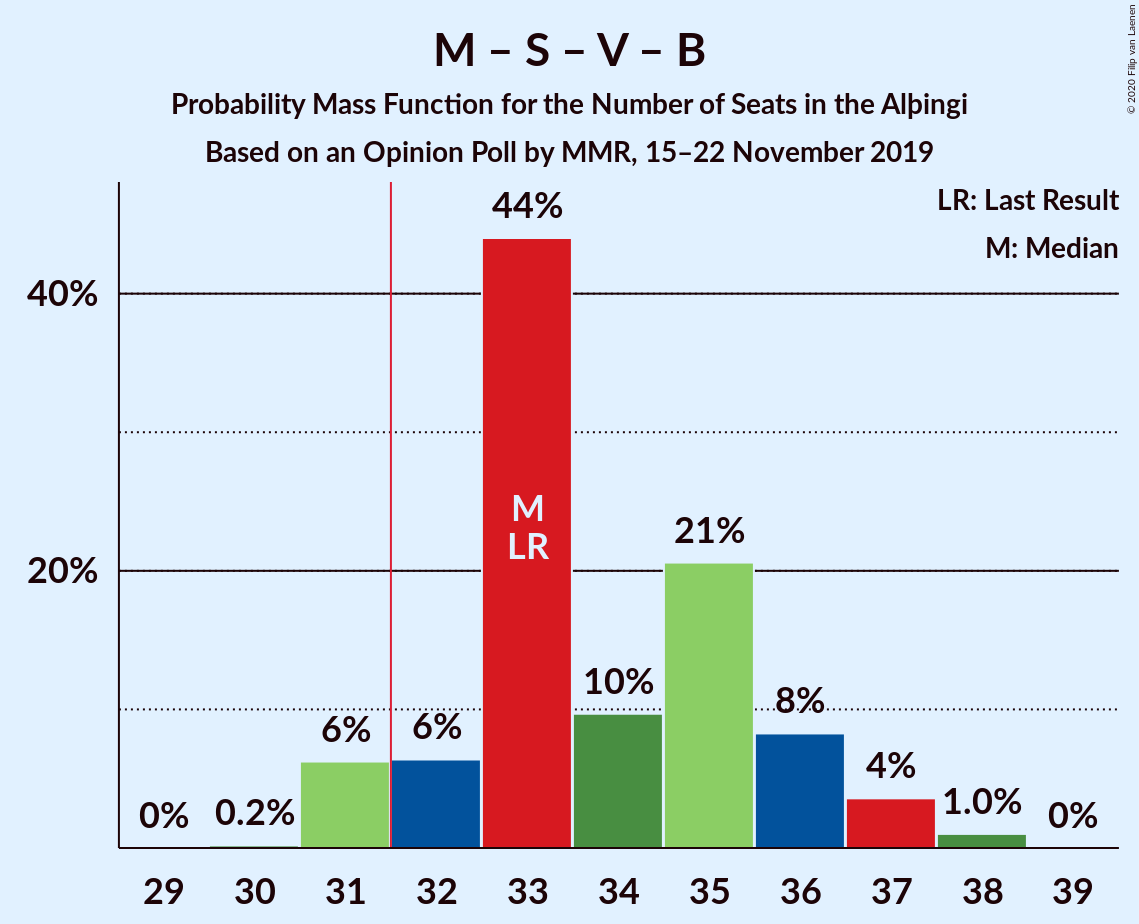 M – S – V – B
Probability Mass Function for the Number of Seats in the Alþingi
Based on an Opinion Poll by MMR, 15–22 November 2019
© 2020 Filip van Laenen
LR: Last Result
M: Median
40%
20%
0%
0.2%
6%
6%
44%
M
LR
10%
21%
8%
4%
1.0%
0%
29 30 31 32 33 34 35 36 37 38 39